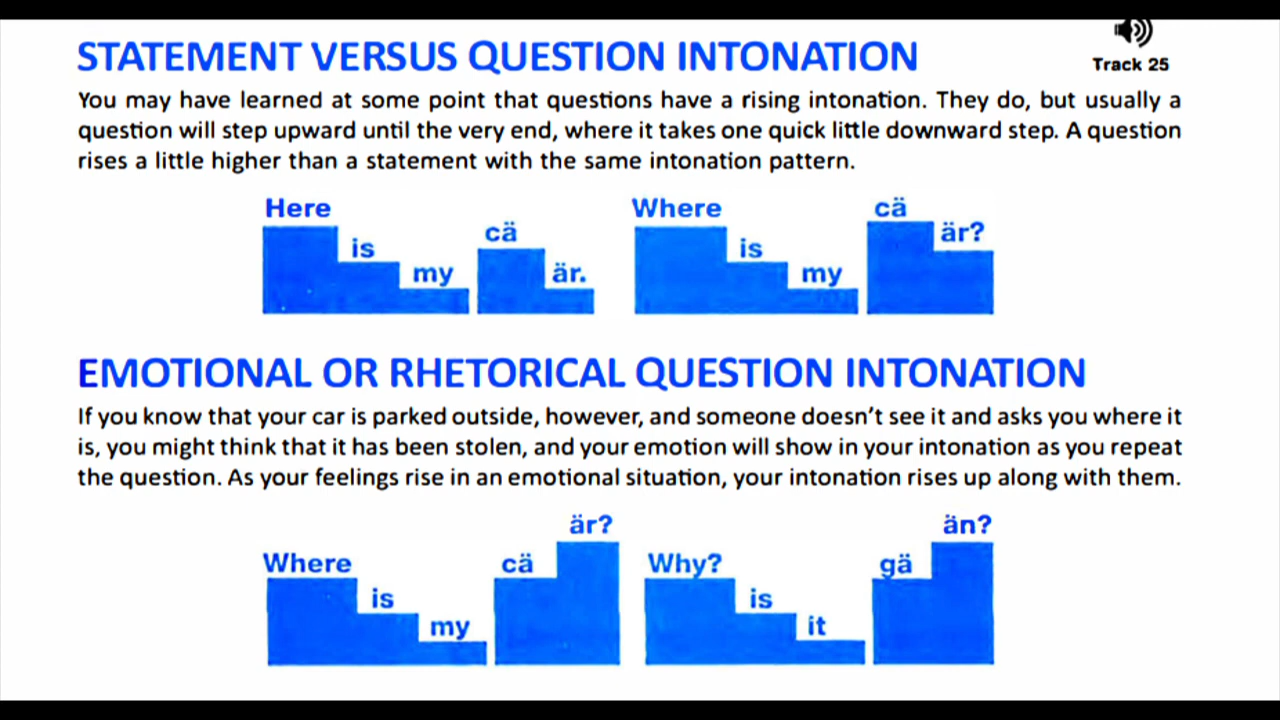 STATEMENT VERSUS QUESTION INTONATION
Track 25
You may have learned at some point that questions have a rising intonation. They do, but usually a
question will step upward until the very end, where it takes one quick little downward step. A question
rises a little higher than a statement with the same intonation pattern.
Here is my cä är.
Where is my cä är?
EMOTIONAL OR RHETORICAL QUESTION INTONATION
If you know that your car is parked outside, however, and someone doesn't see it and asks you where it
is, you might think that it has been stolen, and your emotion will show in your intonation as you repeat
the question. As your feelings rise in an emotional situation, your intonation rises up along with them.
Where is my cä är?
Why? is it gä än?